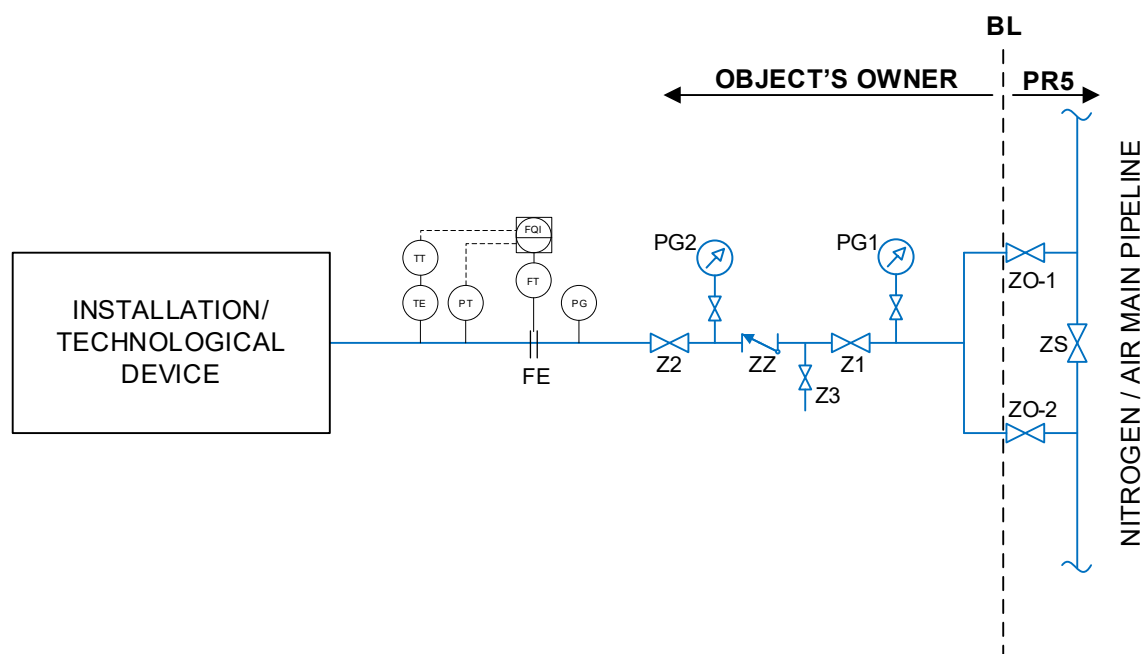 BL
OBJECT'S OWNER
PR5
NITROGEN / AIR MAIN PIPELINE
FQI
TT
FT
TE
PT
PG
PG2
PG1
ZO-1
ZS
INSTALLATION/
TECHNOLOGICAL
DEVICE
FE
Z2
ZZ
Z1
Z3
ZO-2